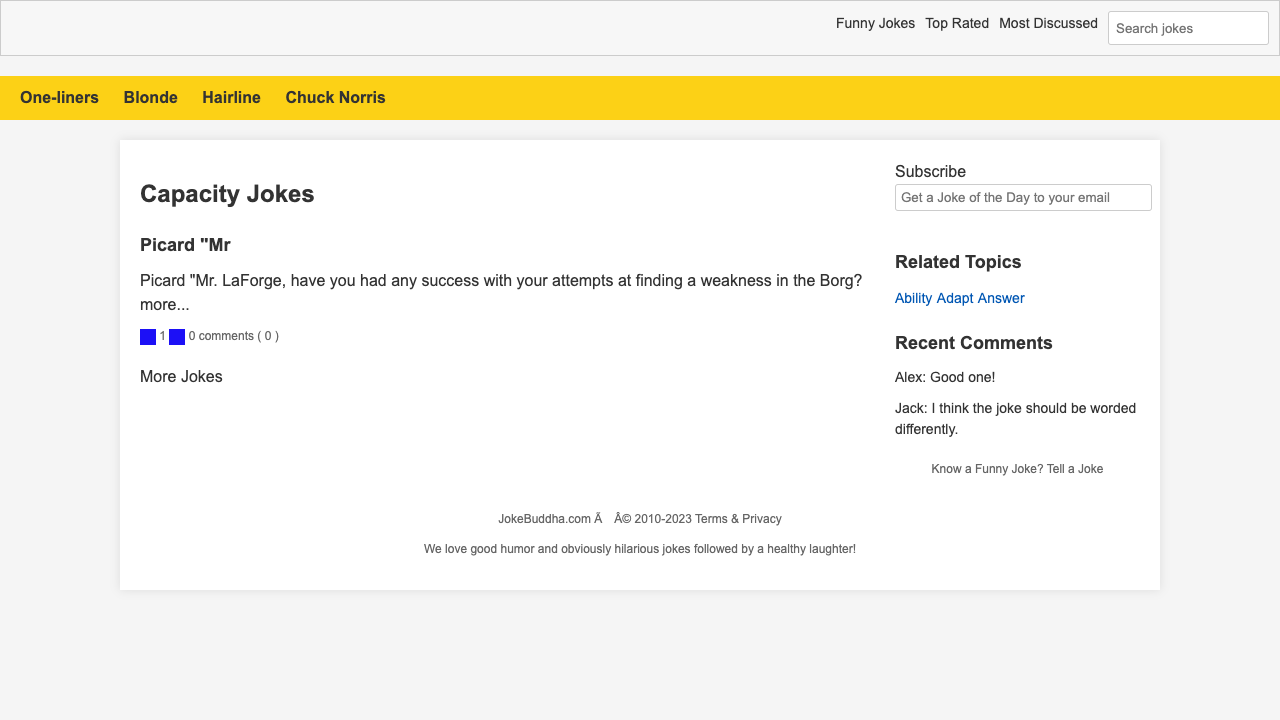 Funny Jokes Top Rated Most Discussed Search jokes
One-liners Blonde Hairline Chuck Norris
Capacity Jokes
Picard "Mr
Picard "Mr. LaForge, have you had any success with your attempts at finding a weakness in the Borg?
more...
1 0 comments ( 0 )
More Jokes
Subscribe
Get a Joke of the Day to your email
Related Topics
Ability Adapt Answer
Recent Comments
Alex: Good one!
Jack: I think the joke should be worded
differently.
Know a Funny Joke? Tell a Joke
JokeBuddha.com Ã Â© 2010-2023 Terms & Privacy
We love good humor and obviously hilarious jokes followed by a healthy laughter!